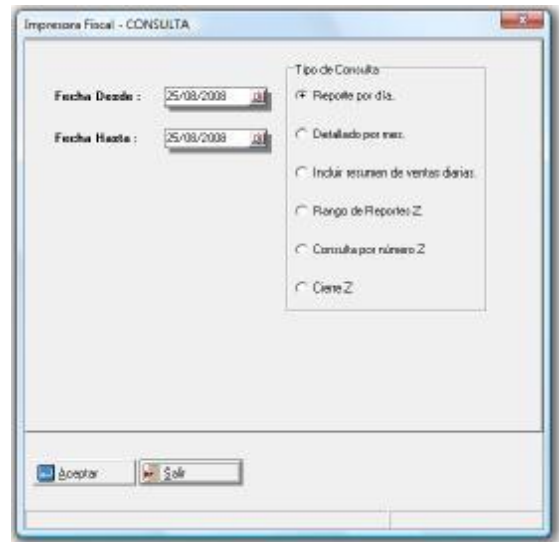 Impresora Fiscal - CONSULTA
Fecha Desde :
25/08/2008
Fecha Hasta :
25/08/2008
Tipo de Consulta
Reporte por día.
Detallado por mes.
Incluir resumen de ventas diarias.
Rango de Reportes Z
Consulta por número Z
Cierre Z
Aceptar
Salir